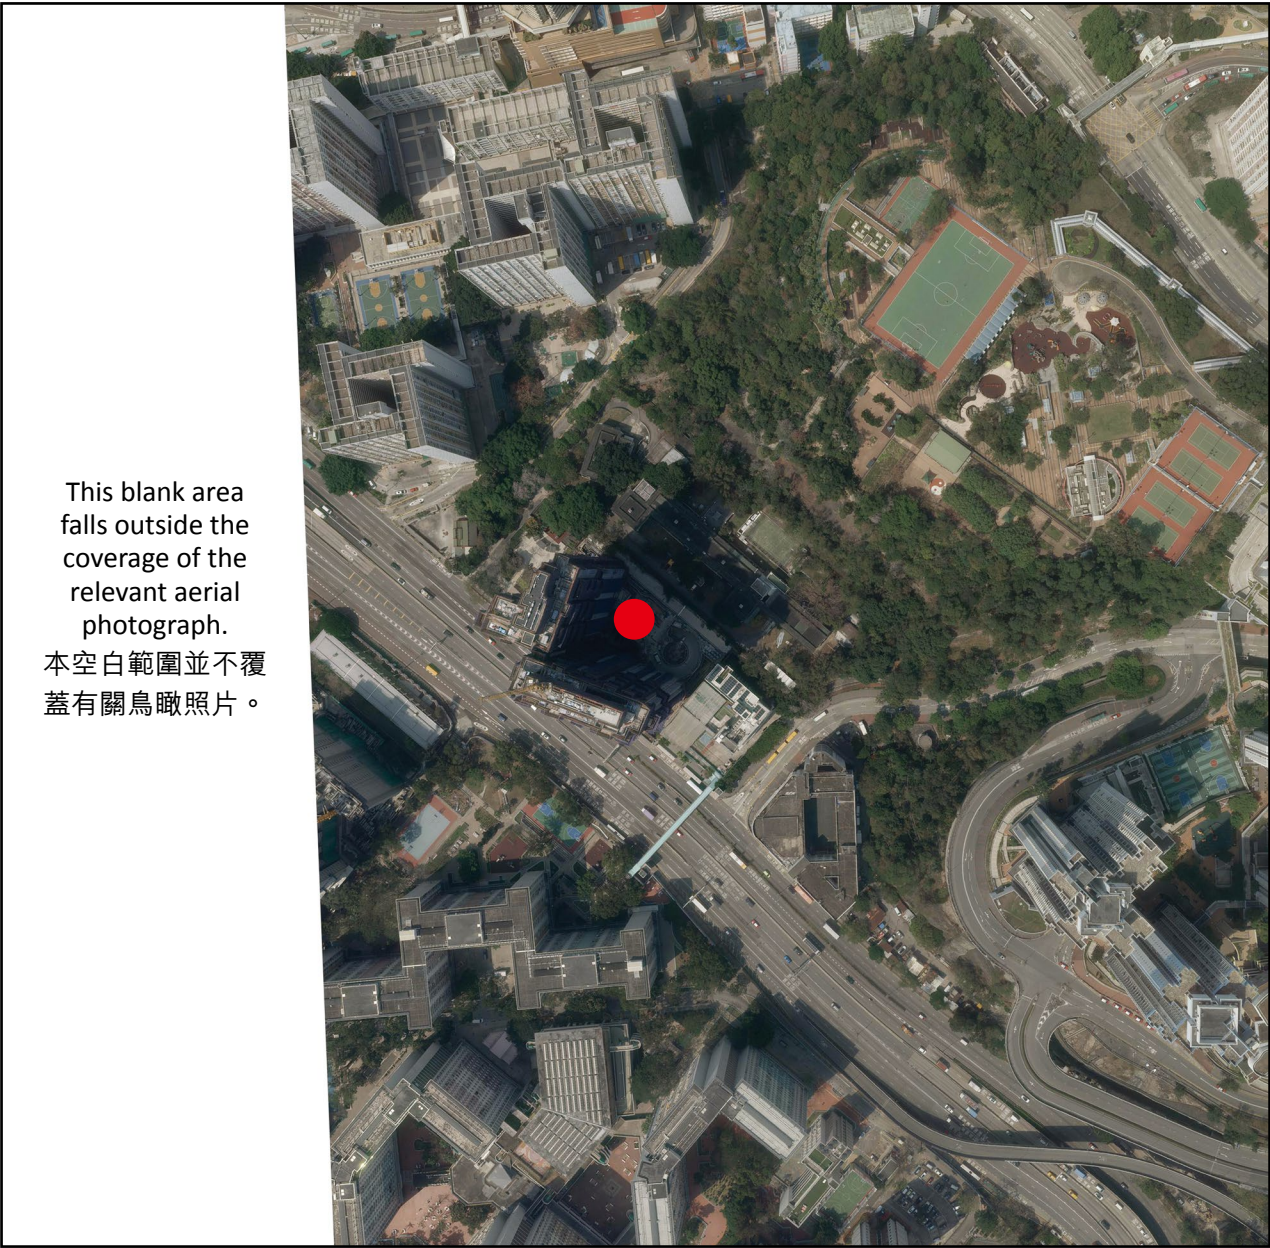 This blank area
falls outside the
coverage of the
relevant aerial
photograph.
本空白範圍並不覆
蓋有關鳥瞰照片。